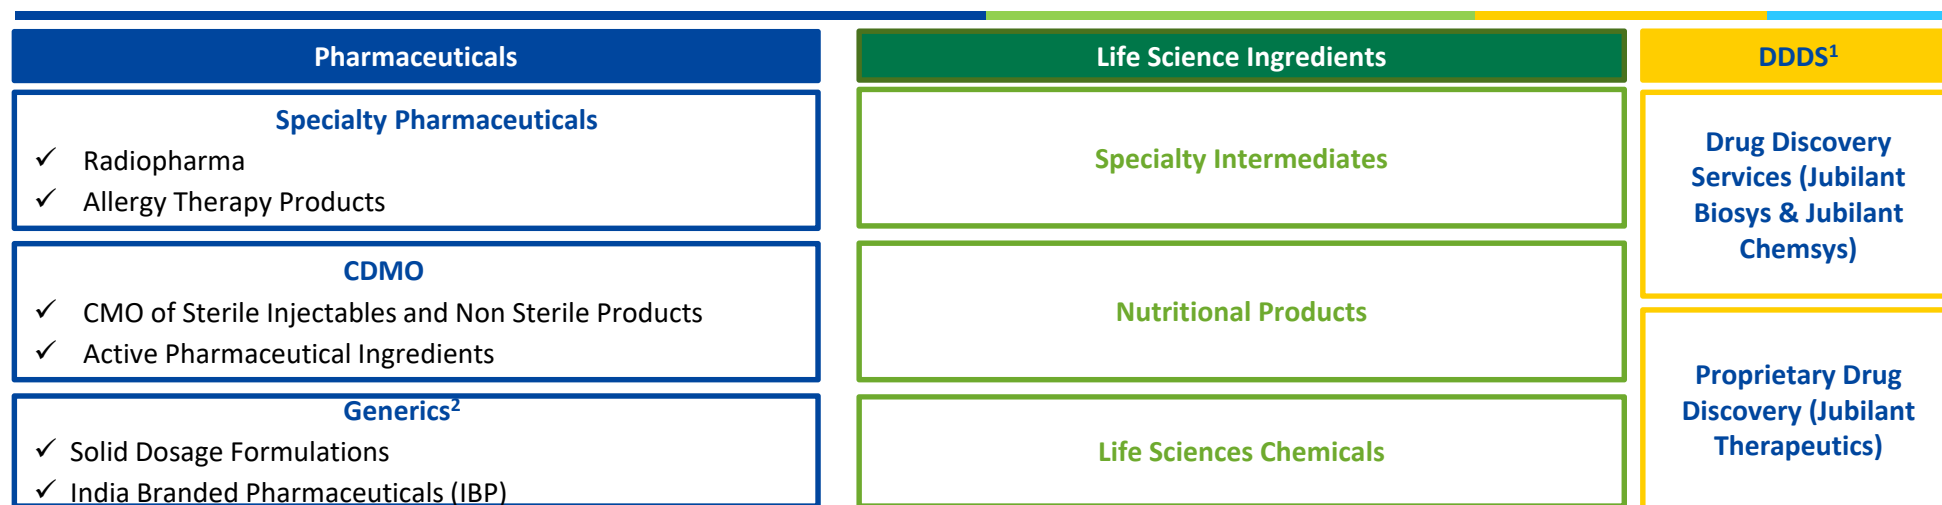 Pharmaceuticals
Specialty Pharmaceuticals
✓ Radiopharma
✓ Allergy Therapy Products
CDMO
✓ CMO of Sterile Injectables and Non Sterile Products
✓ Active Pharmaceutical Ingredients
Generics²
✓ Solid Dosage Formulations
✓ India Branded Pharmaceuticals (IBP)
Life Science Ingredients
Specialty Intermediates
Nutritional Products
Life Sciences Chemicals
DDDS¹
Drug Discovery
Services (Jubilant
Biosys & Jubilant
Chemsys)
Proprietary Drug
Discovery (Jubilant
Therapeutics)